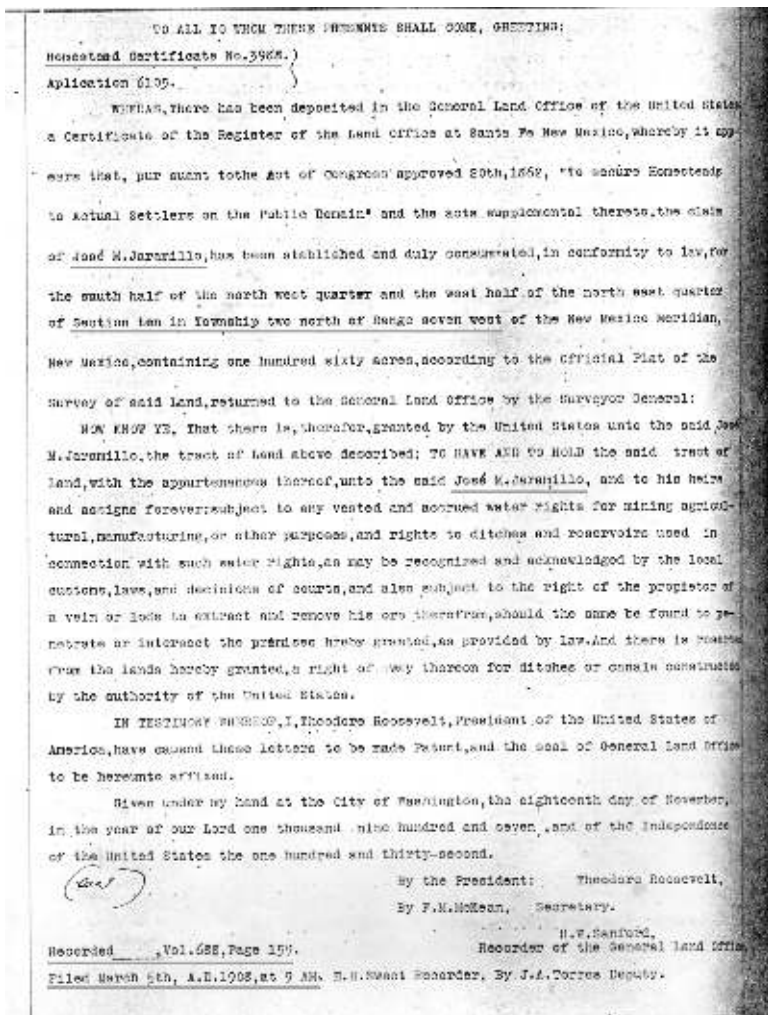 TO ALL TO WHOM THESE PRESENTS SHALL COME, GREETING:
Homestead Certificate No.3988.)
Aplication 6105. )
WHEREAS,There has been deposited in the General Land Office of the United States
a Certificate of the Register of the Land Office at Santa Fe New Mexico,whereby it app-
ears that, pur suant tothe Act of Congress approved 20th,1862, "To secure Homesteads
to Actual Settlers on the Public Domain" and the acts supplemental thereto,the claim
of José M.Jaramillo,has been stablished and duly consummated,in conformity to law,for
the south half of the north west quarter and the west half of the north east quarter
of Section ten in Township two north of Range seven west of the New Mexico Meridian,
New Mexico,containing one hundred sixty acres,according to the Official Plat of the
Survey of said Land,returned to the General Land Office by the Surveyor General:
NOW KNOW YE, That there is,therefor,granted by the United States unto the said José
M.Jaramillo,the tract of Land above described; TO HAVE AND TO HOLD the said tract of
land,with the appurtenances thereof,unto the said José M.Jaramillo, and to his heirs
and assigns forever;subject to any vested and accrued water rights for mining agricul-
tural,manufacturing,or other purposes,and rights to ditches and reservoirs used in
connection with such water rights,as may be recognized and acknowledged by the local
customs,laws,and decisions of courts,and also subject to the right of the propietor of
a vein or lode to extract and remove his ore therefrom,should the same be found to pe-
netrate or intersect the premises hreby granted,as provided by law.And there is
from the lands hereby granted,a right of way thereon for ditches or canals constructed
by the authority of the United States.
IN TESTIMONY WHEREOF,I,Theodore Roosevelt,President of the United States of
America,have caused these letters to be made Patent,and the seal of General Land Office
to be hereunto affixed.
Given under my hand at the City of Washington,the eighteenth day of November,
in the year of our Lord one thousand nine hundred and seven ,and of the Independence
of the United States the one hundred and thirty-second.
(seal) By the President: Theodore Roosevelt,
By F.M.McKean, Secretary.
H.W.Sanford,
Recorded ,Vol.688,Page 159. Recorder of the General Land Office
Filed March 5th, A.D.1908,at 9 AM. Recorder, By J.A.Torres Deputy.